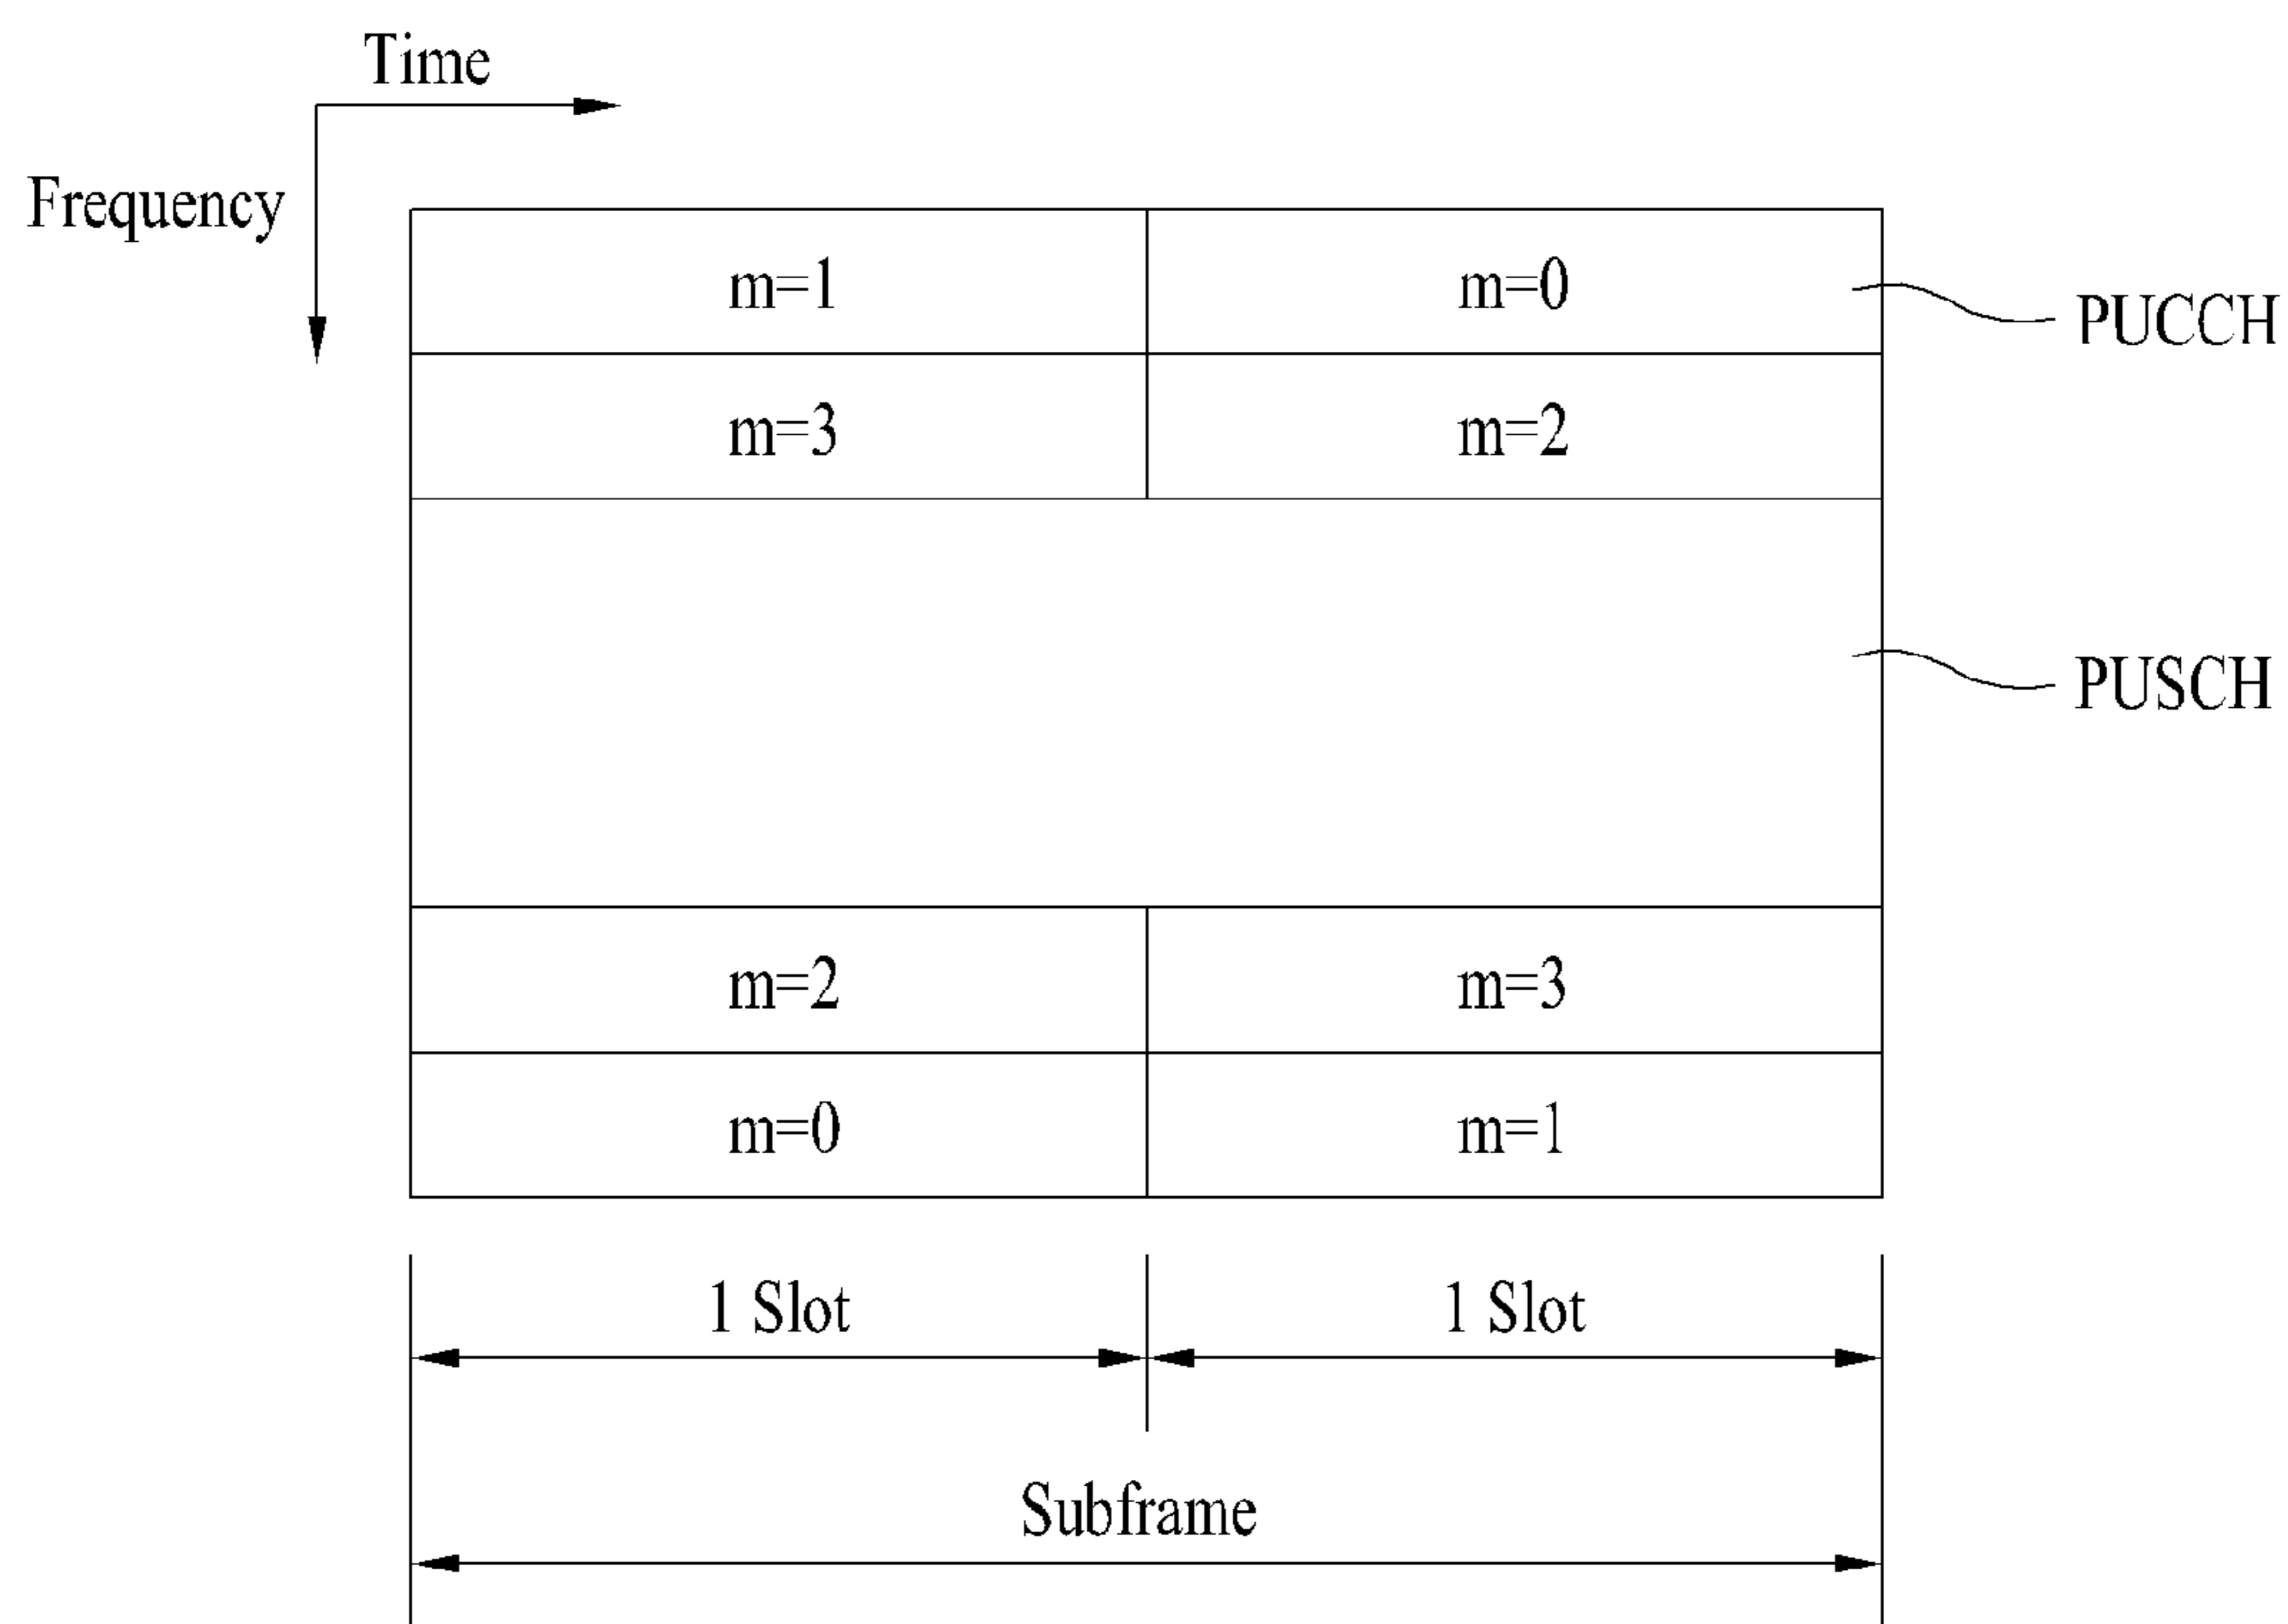 Time
Frequency
m=1
m=0
PUCCH
m=3
m=2
PUSCH
m=2
m=3
m=0
m=1
1 Slot
1 Slot
Subframe